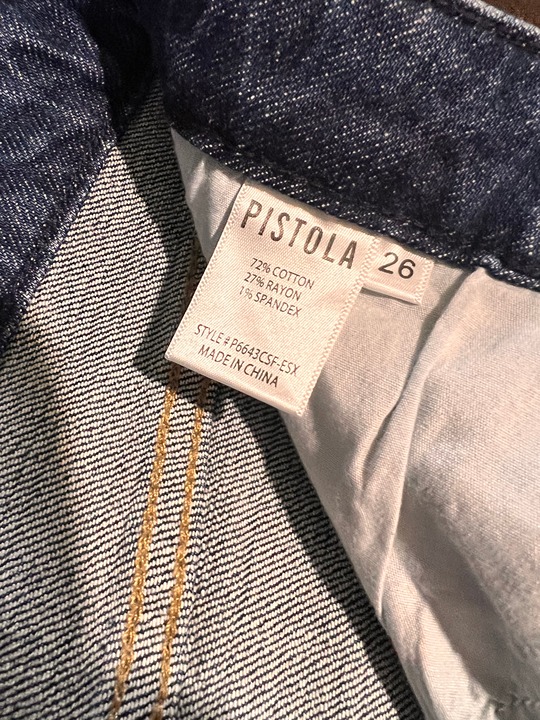 PISTOLA
26
72% COTTON
27% RAYON
1% SPANDEX
STYLE # P6643CSF-ESX
MADE IN CHINA